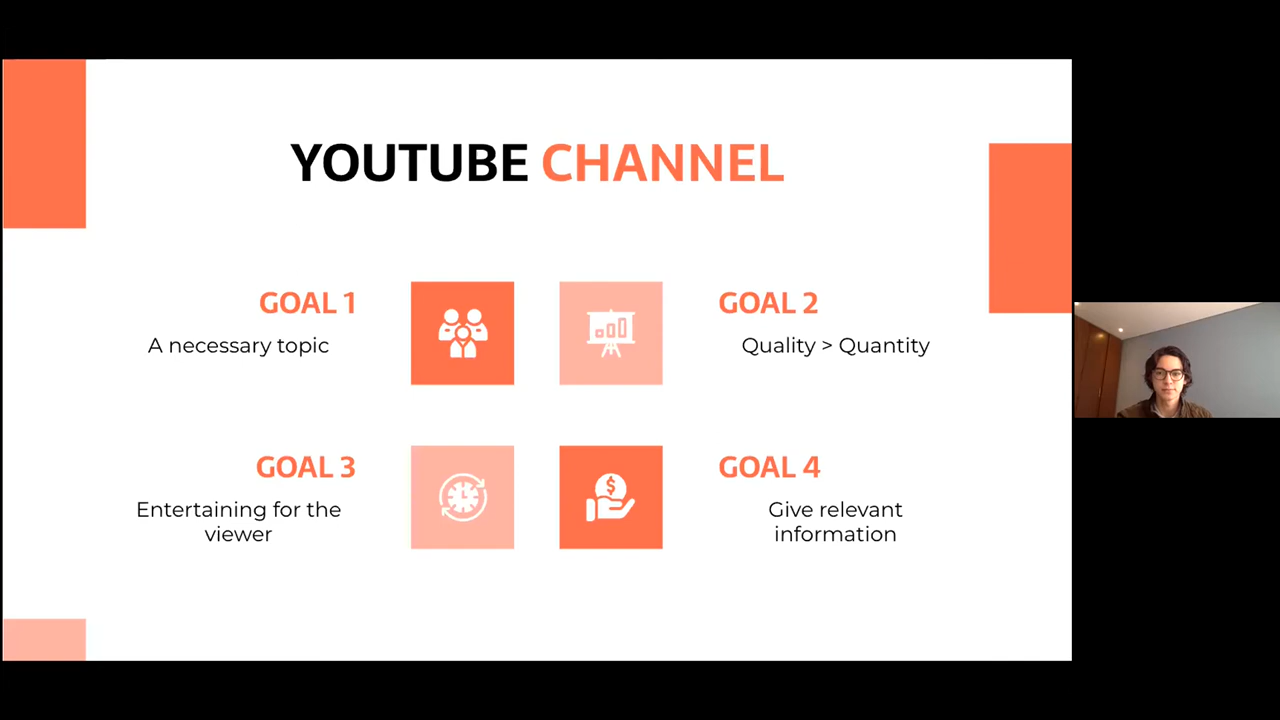 YOUTUBE CHANNEL
GOAL 1
A necessary topic
GOAL 2
Quality > Quantity
GOAL 3
Entertaining for the
viewer
GOAL 4
$
Give relevant
information